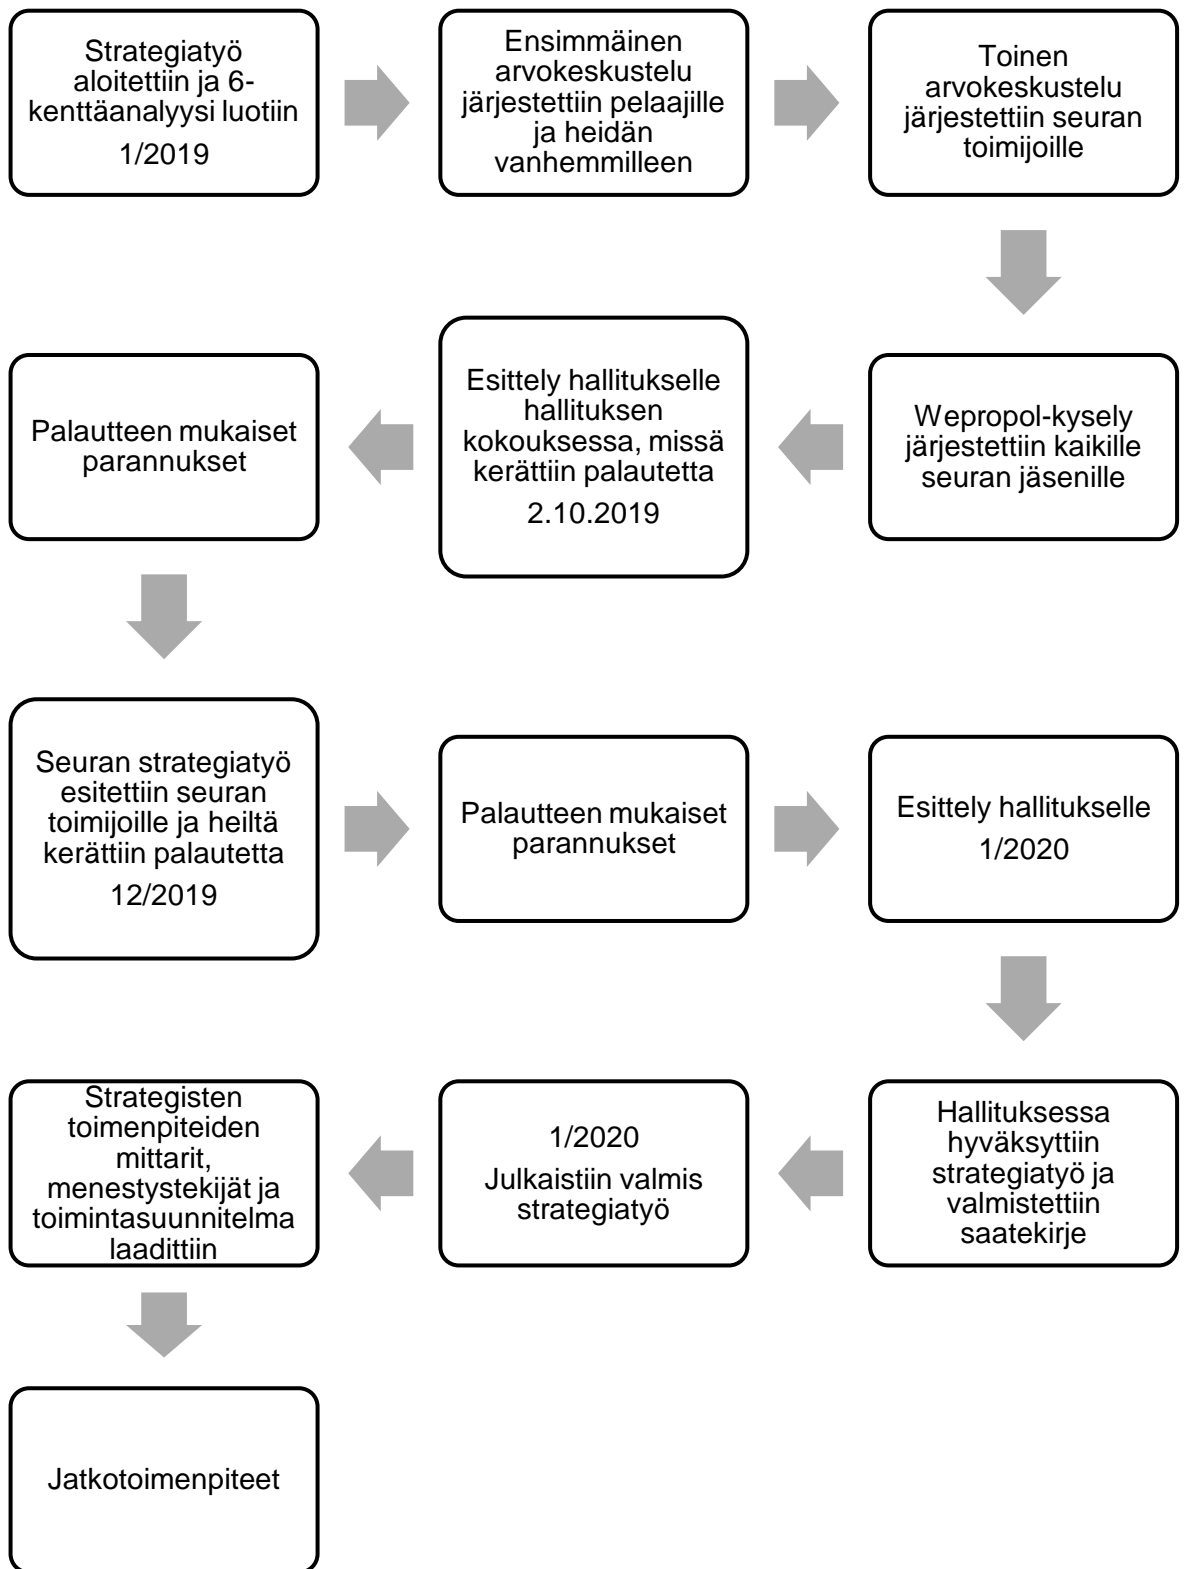 Strategiatyö
aloitettiin ja 6-
kenttäanalyysi luotiin
1/2019
Ensimmäinen
arvokeskustelu
järjestettiin pelaajille
ja heidän
vanhemmilleen
Toinen
arvokeskustelu
järjestettiin seuran
toimijoille
Wepropol-kysely
järjestettiin kaikille
seuran jäsenille
Esittely hallitukselle
hallituksen
kokouksessa, missä
kerättiin palautetta
2.10.2019
Palautteen mukaiset
parannukset
Seuran strategiatyö
esitettiin seuran
toimijoille ja heiltä
kerättiin palautetta
12/2019
Palautteen mukaiset
parannukset
Esittely hallitukselle
1/2020
Hallituksessa
hyväksyttiin
strategiatyö ja
valmistettiin
saatekirje
1/2020
Julkaistiin valmis
strategiatyö
Strategisten
toimenpiteiden
mittarit,
menestystekijät ja
toimintasuunnitelma
laadittiin
Jatkotoimenpiteet